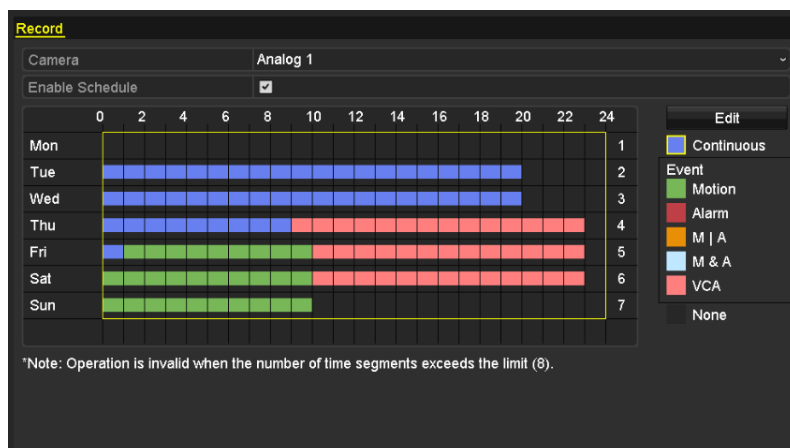 Record
Camera Analog 1
Enable Schedule
0 2 4 6 8 10 12 14 16 18 20 22 24 Edit
Mon 1 Continuous
Tue 2 Event
Wed 3 Motion
Thu 4 Alarm
M | A
Fri 5 M & A
Sat 6 VCA
Sun 7 None
*Note: Operation is invalid when the number of time segments exceeds the limit (8).